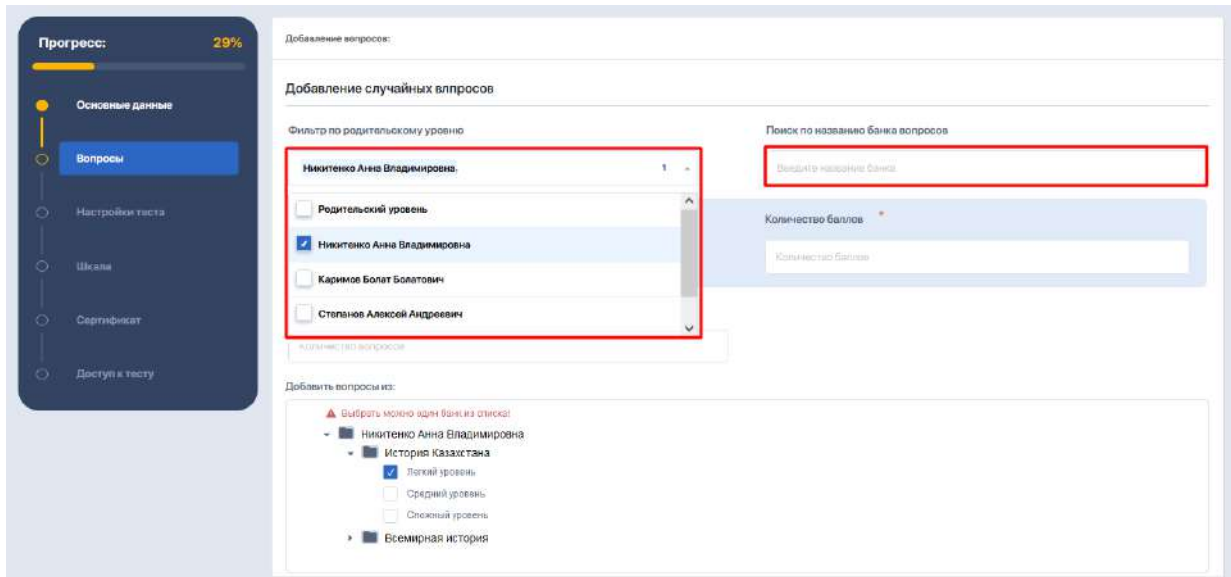 Прогресс: 29%
Основные данные
Вопросы
Настройки теста
Шкала
Сертификат
Доступ к тесту
Добавление вопросов:
Добавление случайных влпросов
Фильтр по родительскому уровню
Никитенко Анна Владимировна. 1
Родительский уровень
Никитенко Анна Владимировна
Каримов Болат Болатович
Степанов Алексей Андреевич
Поиск по названию банка вопросов
Введите название банка
Количество баллов *
Количество баллов
Количество вопросов
Добавить вопросы из:
Выбрать можно один банк из списка!
Никитенко Анна Владимировна
История Казахстана
Легкий уровень
Средний уровень
Сложный уровень
Всемирная история